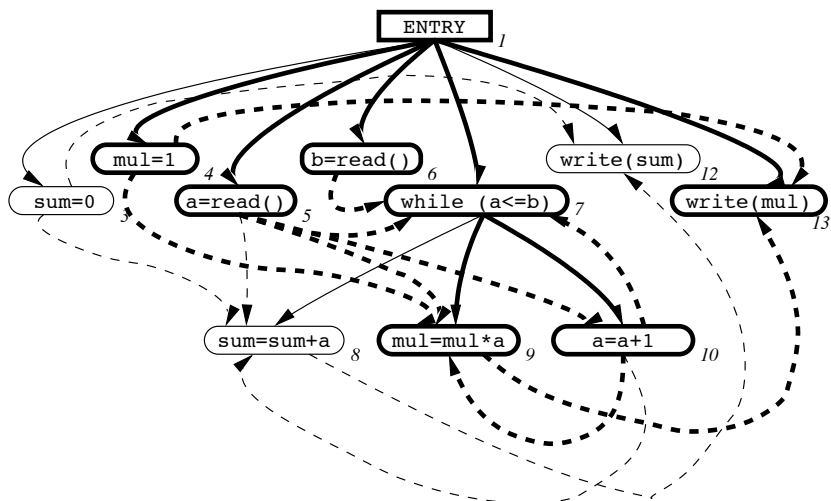 ENTRY
1
mul=1
4
b=read()
6
write(sum)
12
sum=0
3
a=read()
5
while (a<=b)
7
write(mul)
13
sum=sum+a
8
mul=mul*a
9
a=a+1
10